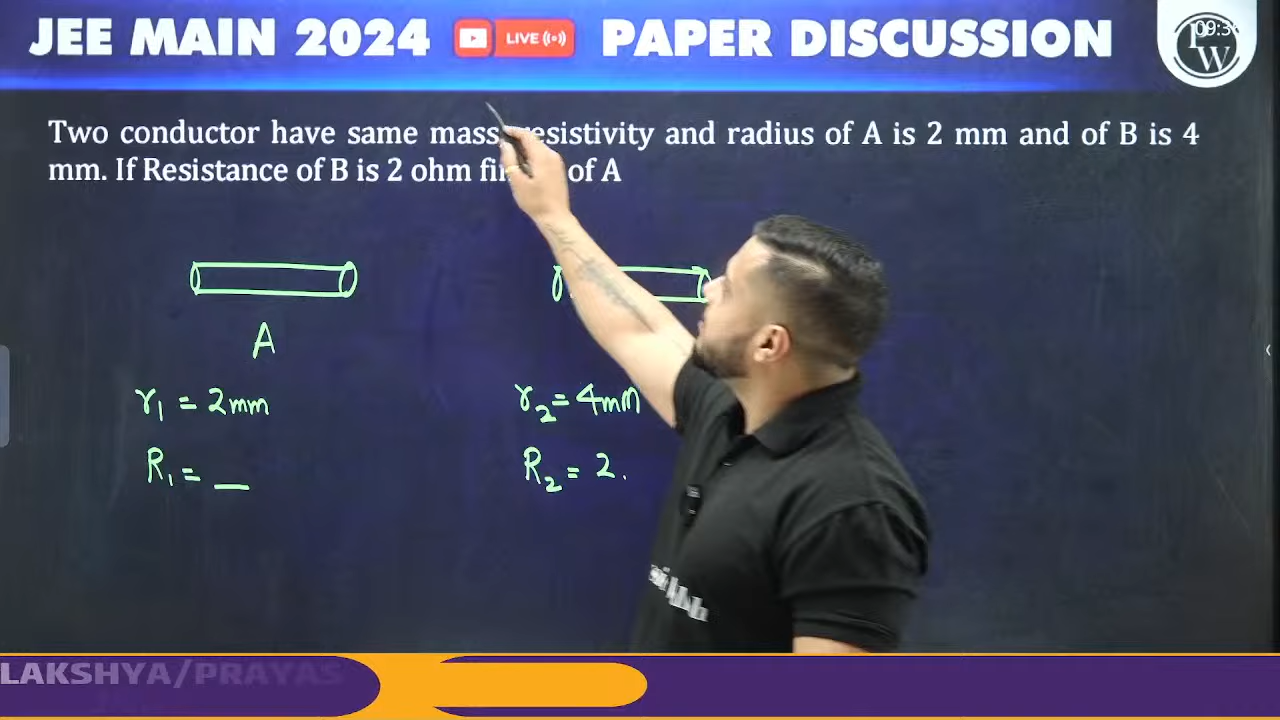 JEE MAIN 2024 LIVE PAPER DISCUSSION
PW
Two conductor have same mass, resistivity and radius of A is 2 mm and of B is 4
mm. If Resistance of B is 2 ohm of A
A
r₁ = 2mm
r₂ = 4mm
R₁ = _
R₂ = 2.
LAKSHYA/PRAYAS